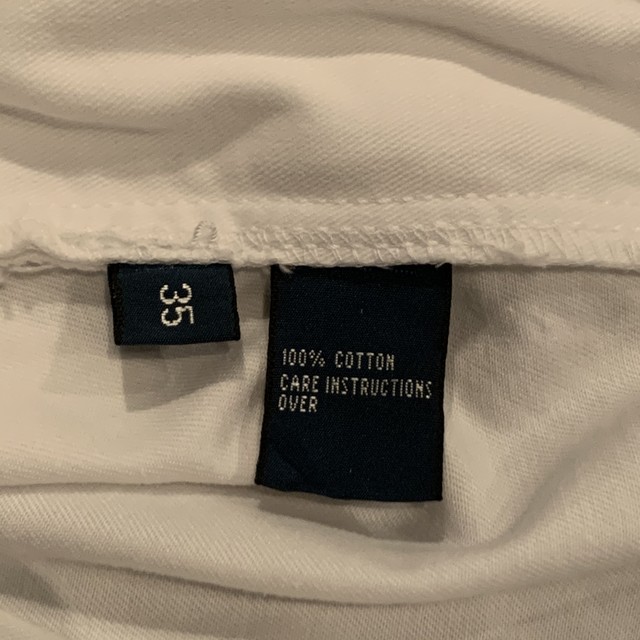 35
100% COTTON
CARE INSTRUCTIONS
OVER